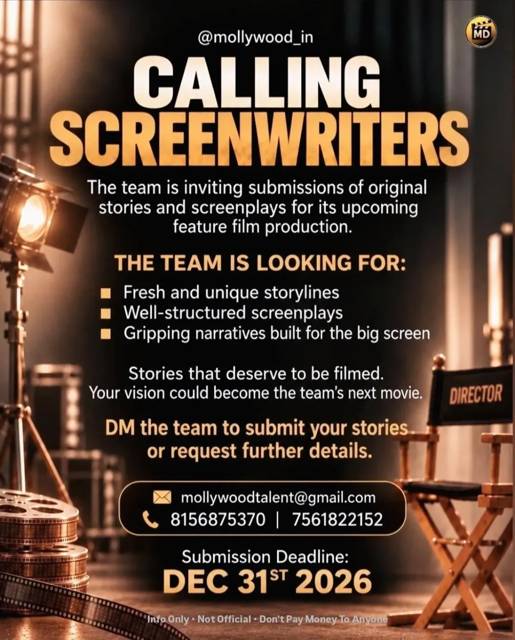 @mollywood_in
MD
CALLING
SCREENWRITERS
The team is inviting submissions of original
stories and screenplays for its upcoming
feature film production.
THE TEAM IS LOOKING FOR:
Fresh and unique storylines
Well-structured screenplays
Gripping narratives built for the big screen
Stories that deserve to be filmed.
Your vision could become the team's next movie.
DIRECTOR
DM the team to submit your stories
or request further details.
mollywoodtalent@gmail.com
8156875370 | 7561822152
Submission Deadline:
DEC 31ST 2026
Info Only • Not Official • Don't Pay Money To Anyone